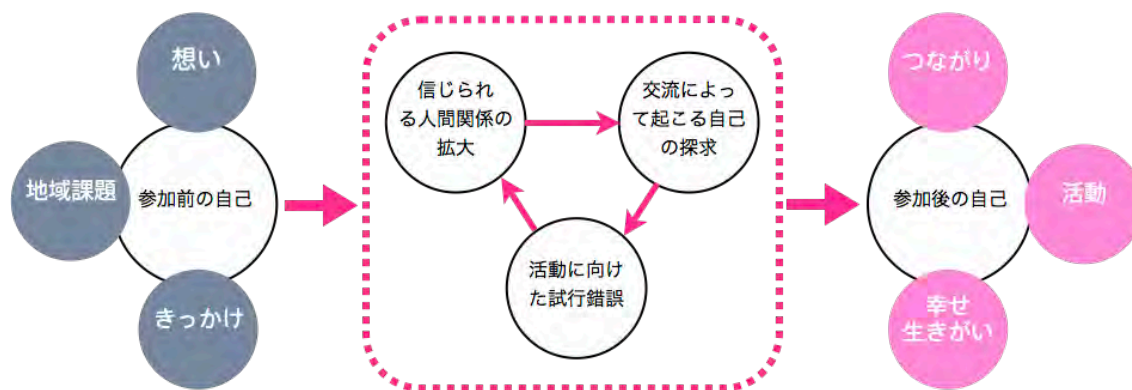 想い
地域課題
参加前の自己
きっかけ
信じられ
る人間関係の
拡大
交流によっ
て起こる自己
の探求
活動に向け
た試行錯誤
つながり
参加後の自己
活動
幸せ
生きがい